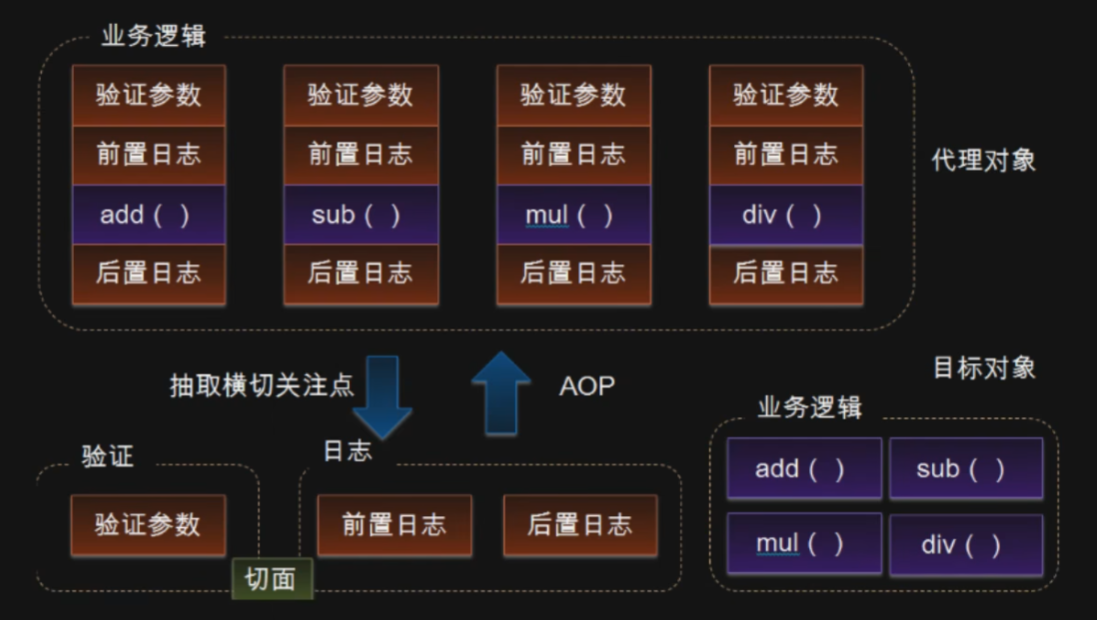 业务逻辑
验证参数 验证参数 验证参数 验证参数
前置日志 前置日志 前置日志 前置日志
代理对象
add ( ) sub ( ) mul ( ) div ( )
后置日志 后置日志 后置日志 后置日志
抽取横切关注点
AOP
目标对象
业务逻辑
验证
日志
add ( ) sub ( )
验证参数
前置日志 后置日志
mul ( ) div ( )
切面